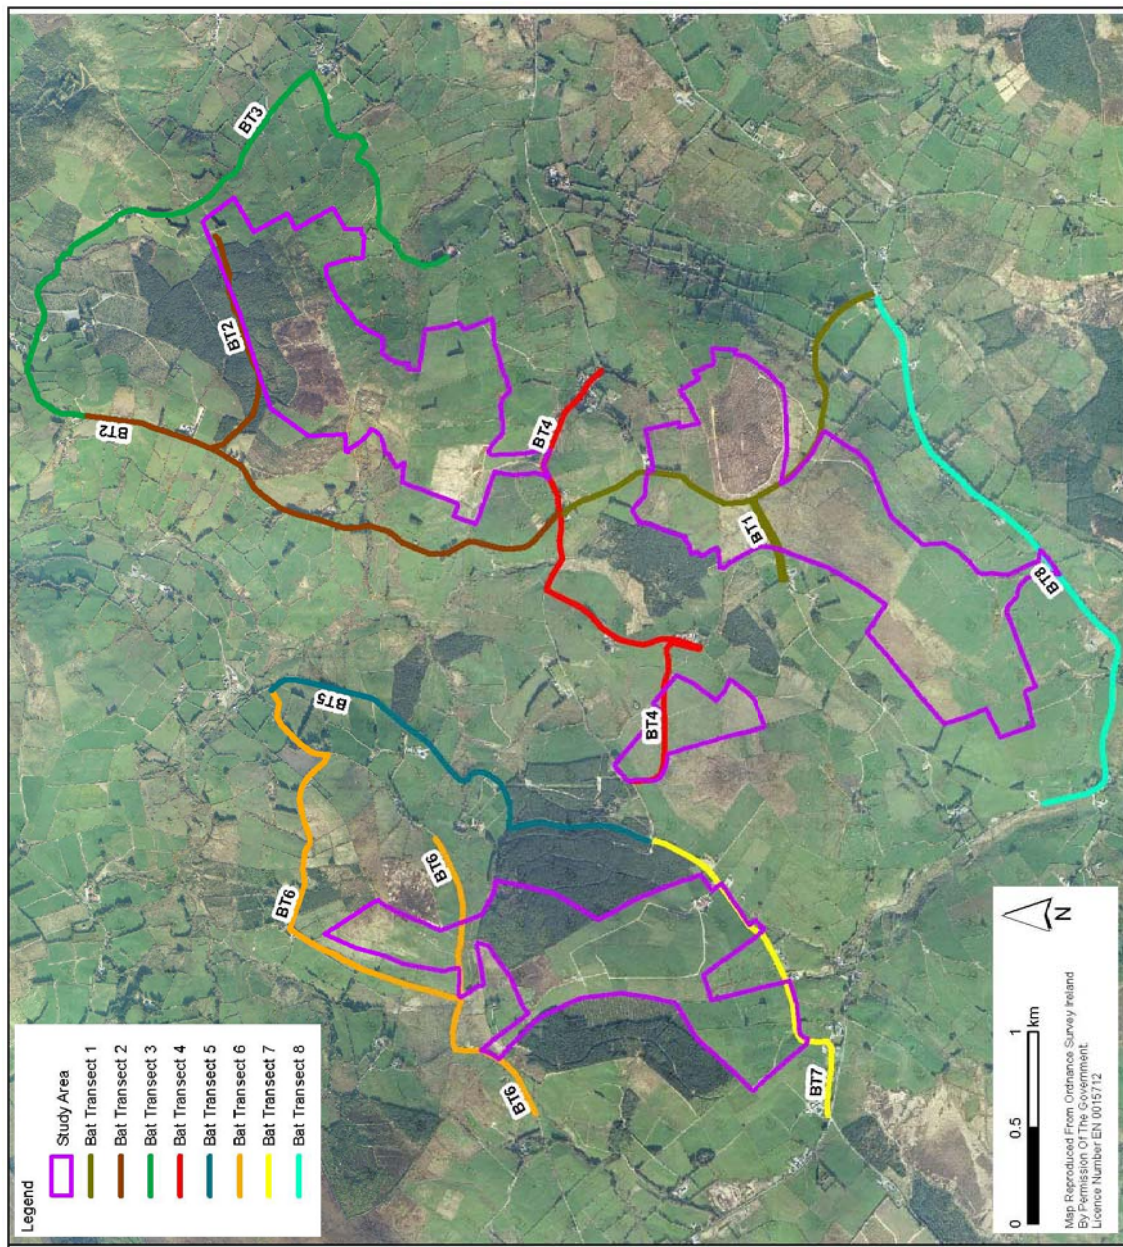 Legend
Study Area
Bat Transect 1
Bat Transect 2
Bat Transect 3
Bat Transect 4
Bat Transect 5
Bat Transect 6
Bat Transect 7
Bat Transect 8
BT3
BT2
BT2
BT4
BT1
BT8
BT4
BT5
BT6
BT6
BT6
BT7
0 0.5 1
km
N
Map Reproduced From Ordnance Survey Ireland
By Permission Of The Government.
Licence Number EN 0015712